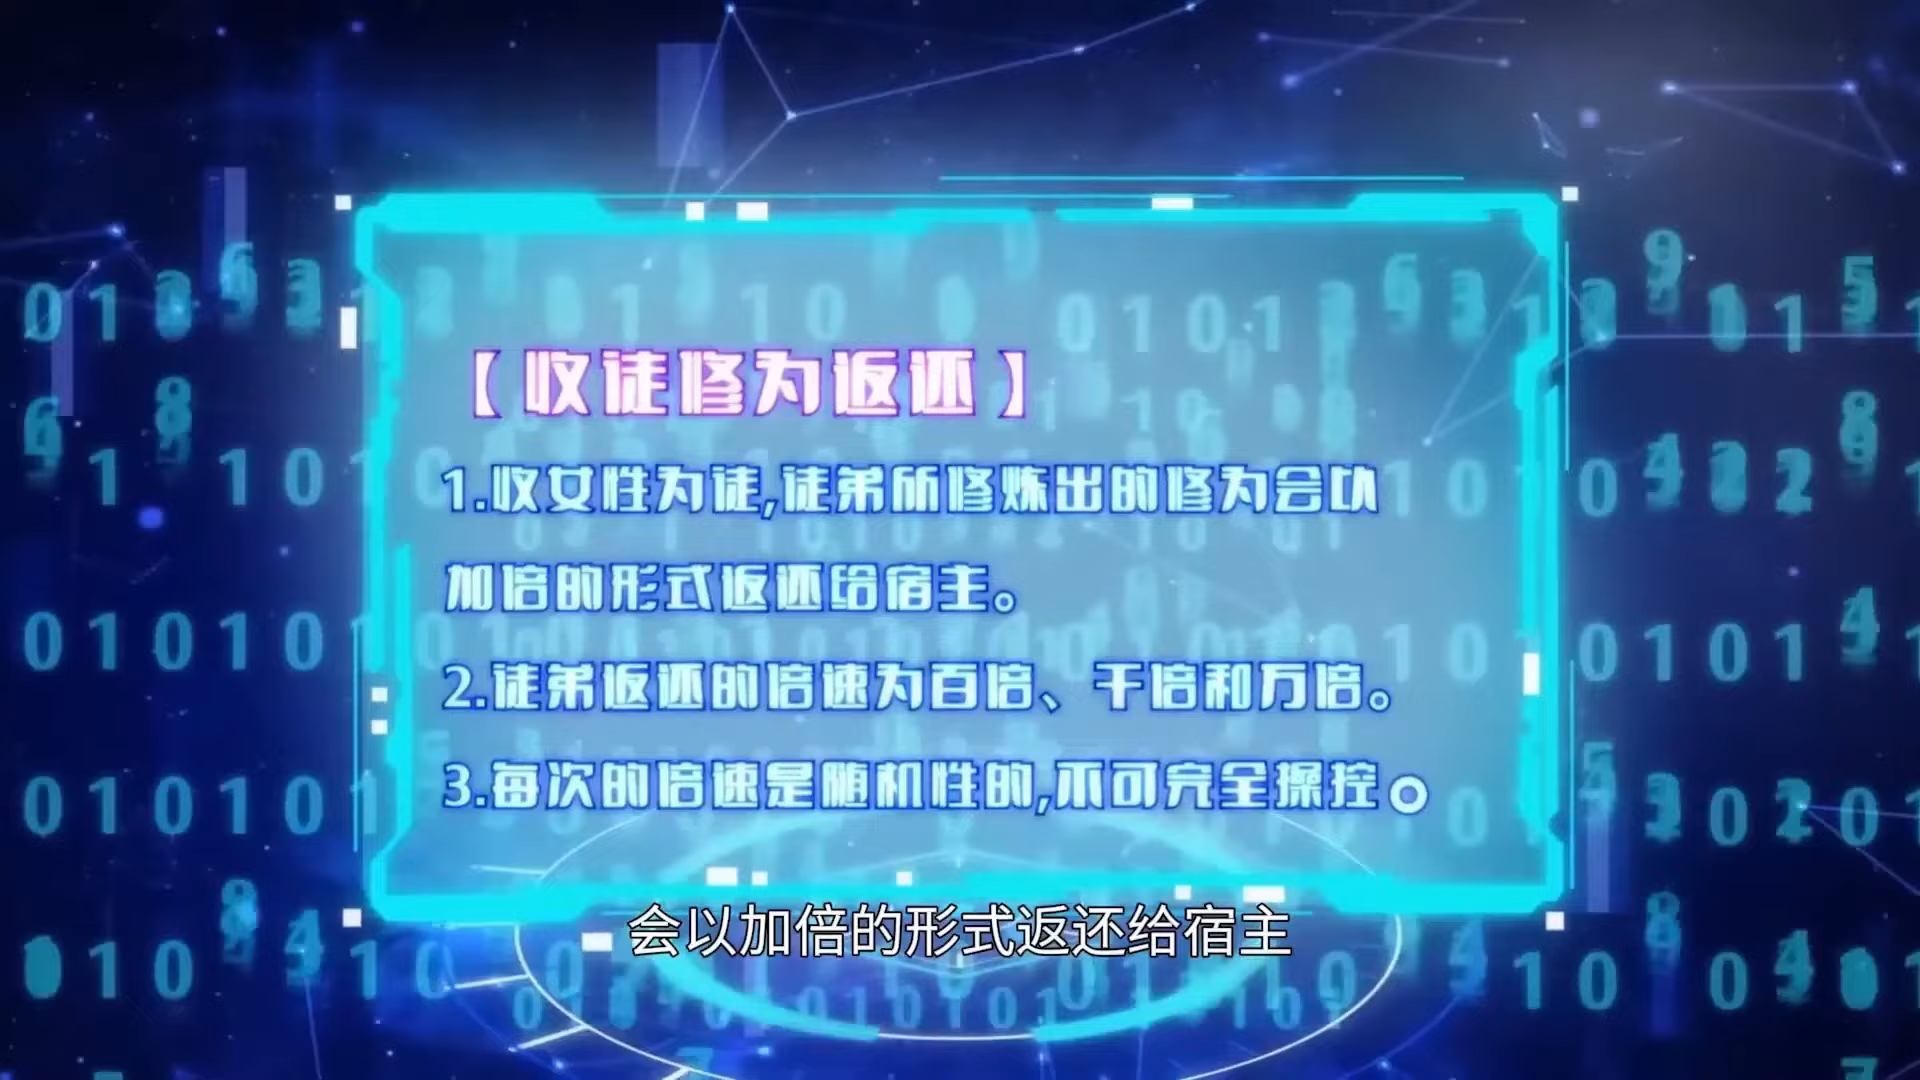 【收徒修为返还】
1.收女性为徒,徒弟所修炼出的修为会以
加倍的形式返还给宿主。
2.徒弟返还的倍速为百倍、千倍和万倍。
3.每次的倍速是随机性的,不可完全操控。
会以加倍的形式返还给宿主